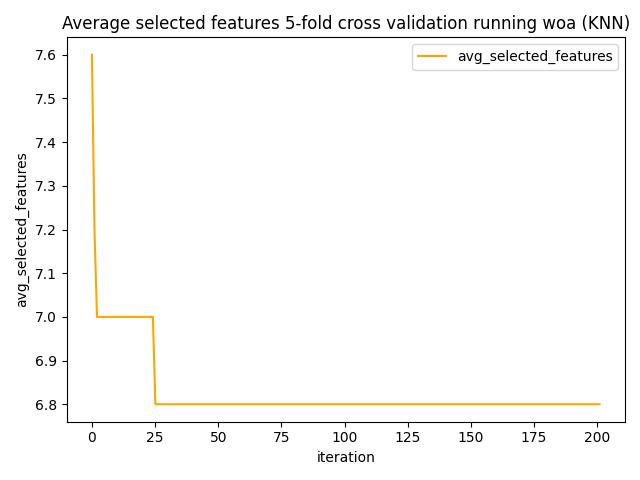 Average selected features 5-fold cross validation running woa (KNN)
avg_selected_features
7.6
7.5
7.4
7.3
7.2
7.1
7.0
6.9
6.8
avg_selected_features
0 25 50 75 100 125 150 175 200
iteration